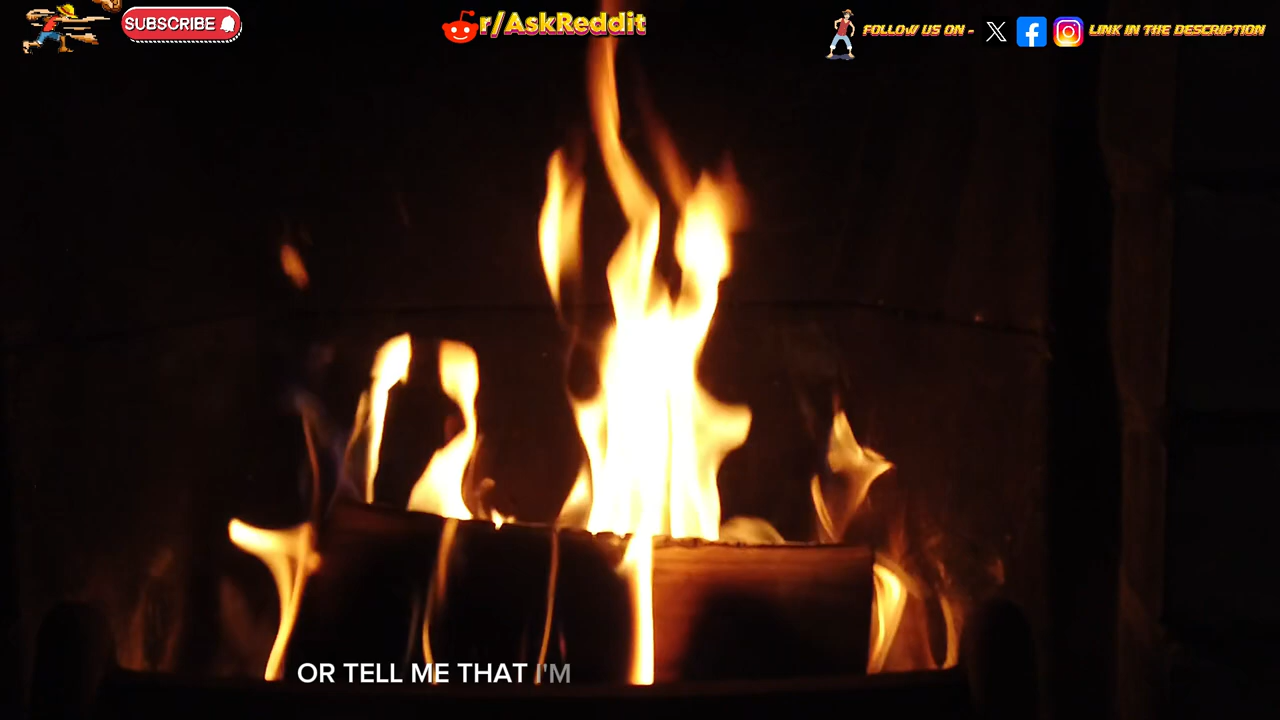 SUBSCRIBE
r/AskReddit
FOLLOW US ON -
LINK IN THE DESCRIPTION
OR TELL ME THAT I'M